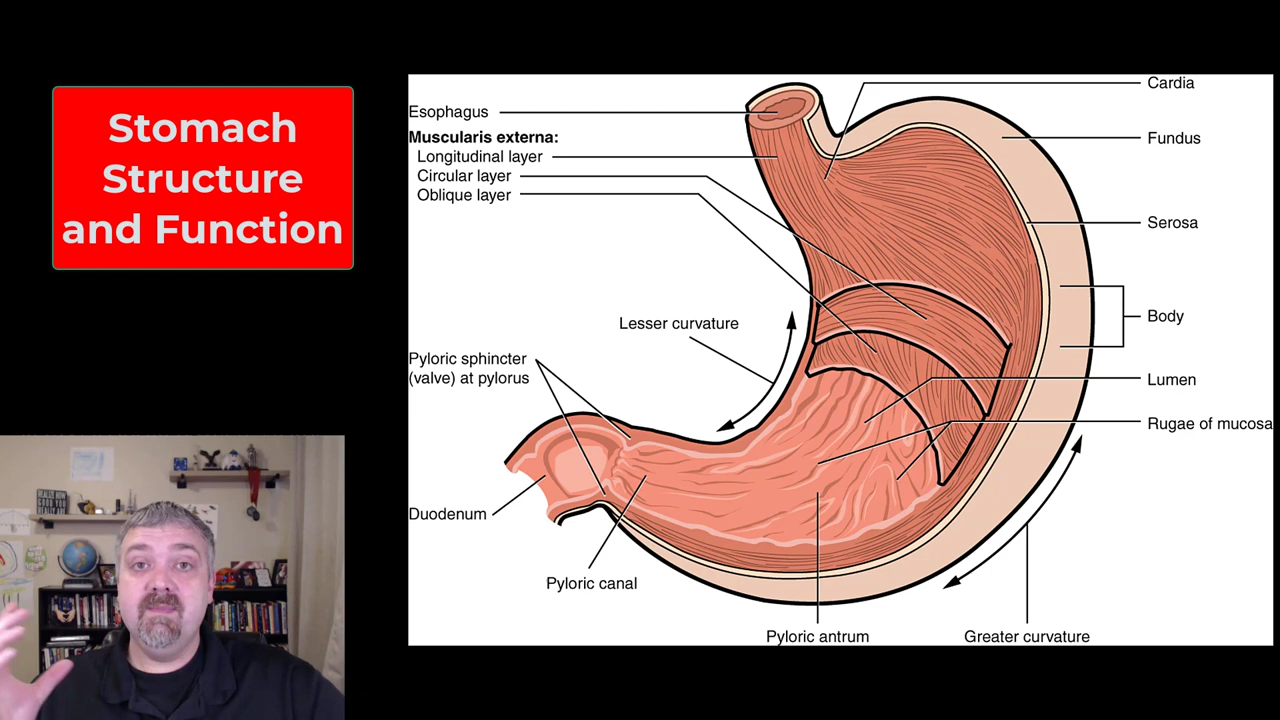 Stomach
Structure
and Function
Esophagus
Muscularis externa:
Longitudinal layer
Circular layer
Oblique layer
Lesser curvature
Pyloric sphincter
(valve) at pylorus
Duodenum
Pyloric canal
Pyloric antrum
Greater curvature
Cardia
Fundus
Serosa
Body
Lumen
Rugae of mucosa